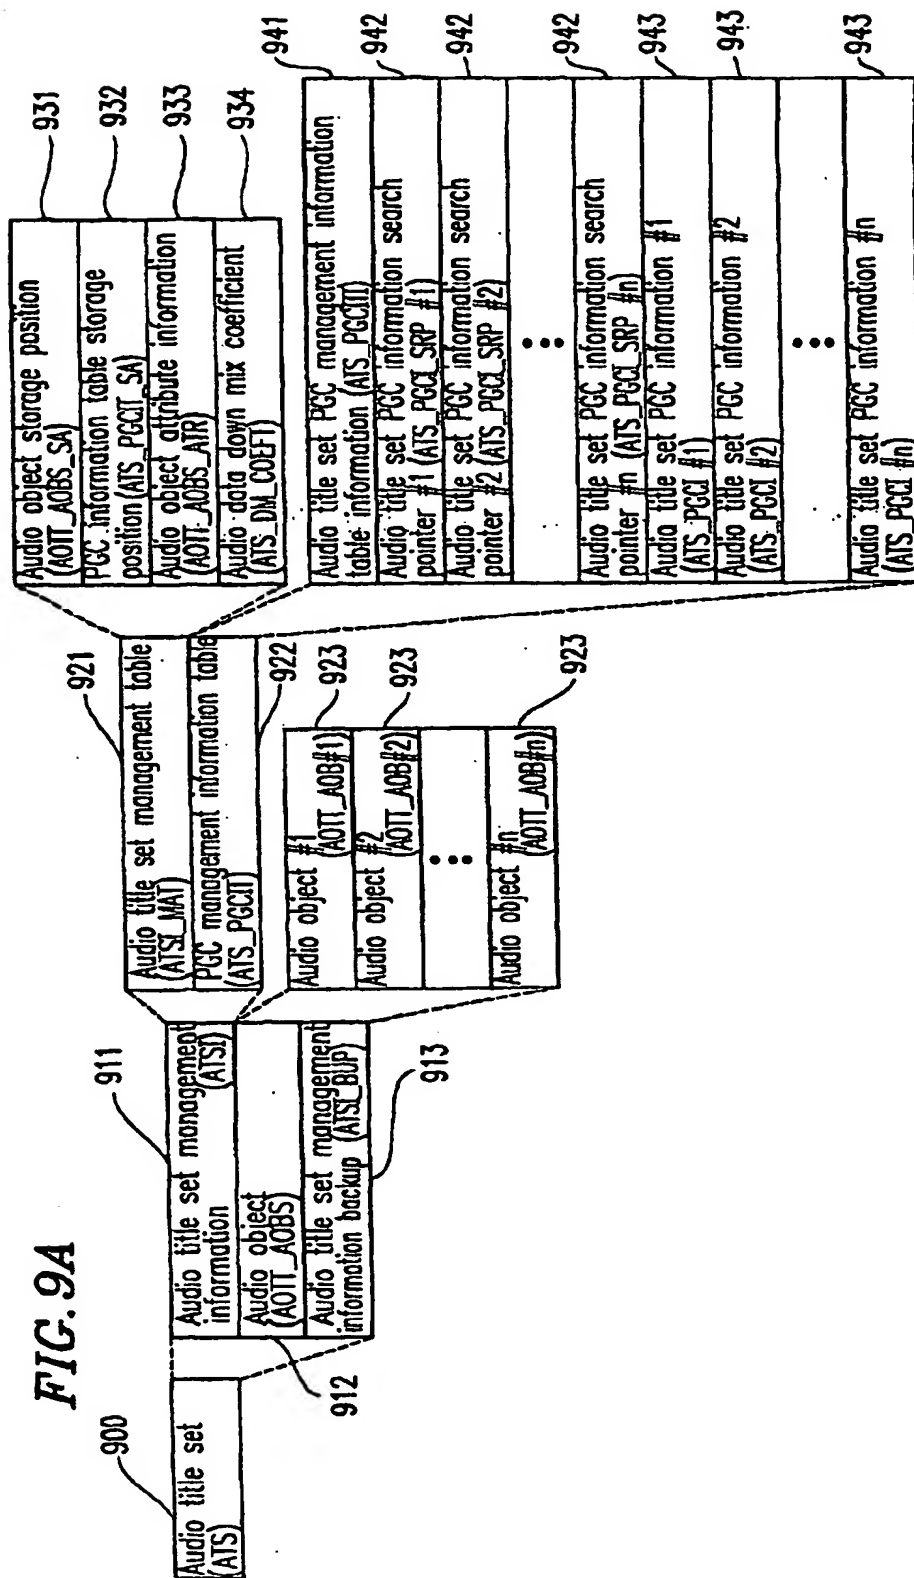 FIG. 9A
900
Audio title set
(ATS)
911
Audio title set management
information (ATSI)
Audio object
(AOTT_AOBS)
Audio title set management
information backup (ATSI_BUP)
912
913
921
Audio title set management table
(ATSI_MAT)
PGC management information table
(ATS_PGCIT)
922
Audio object #1
(AOTT_AOB#1)
923
Audio object #2
(AOTT_AOB#2)
923
•••
Audio object #n
(AOTT_AOB#n)
923
Audio object storage position
(AOTT_AOBS_SA)
931
PGC information table storage
position (ATS_PGCIT_SA)
932
Audio object attribute information
(AOTT_AOBS_ATR)
933
Audio data down mix coefficient
(ATS_DM_COEFT)
934
Audio title set PGC management information
table information (ATS_PGCITI)
941
Audio title set PGC information search
pointer #1 (ATS_PGCI_SRP #1)
942
Audio title set PGC information search
pointer #2 (ATS_PGCI_SRP #2)
942
•••
Audio title set PGC information search
pointer #n (ATS_PGCI_SRP #n)
942
Audio title set PGC information #1
(ATS_PGCI #1)
943
Audio title set PGC information #2
(ATS_PGCI #2)
943
•••
Audio title set PGC information #n
(ATS_PGCI #n)
943